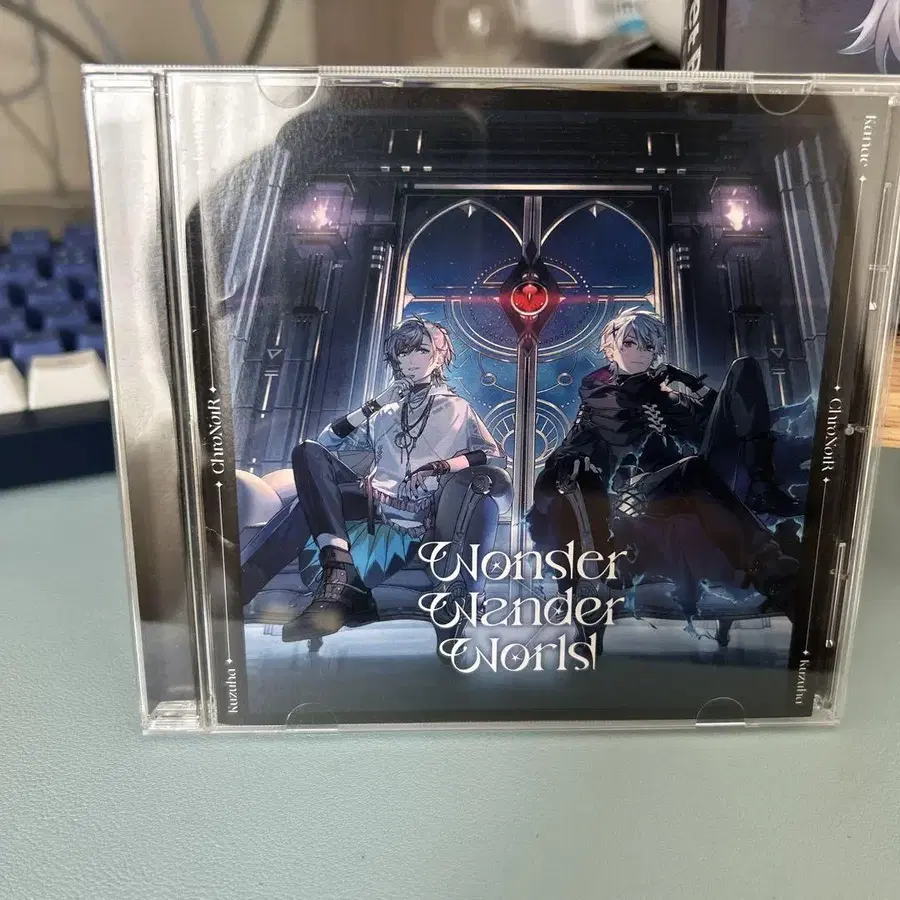 Wonder
Wander
World
ChroNoiR
Kuzuha
Kanae
ChroNoiR
Kuzuha